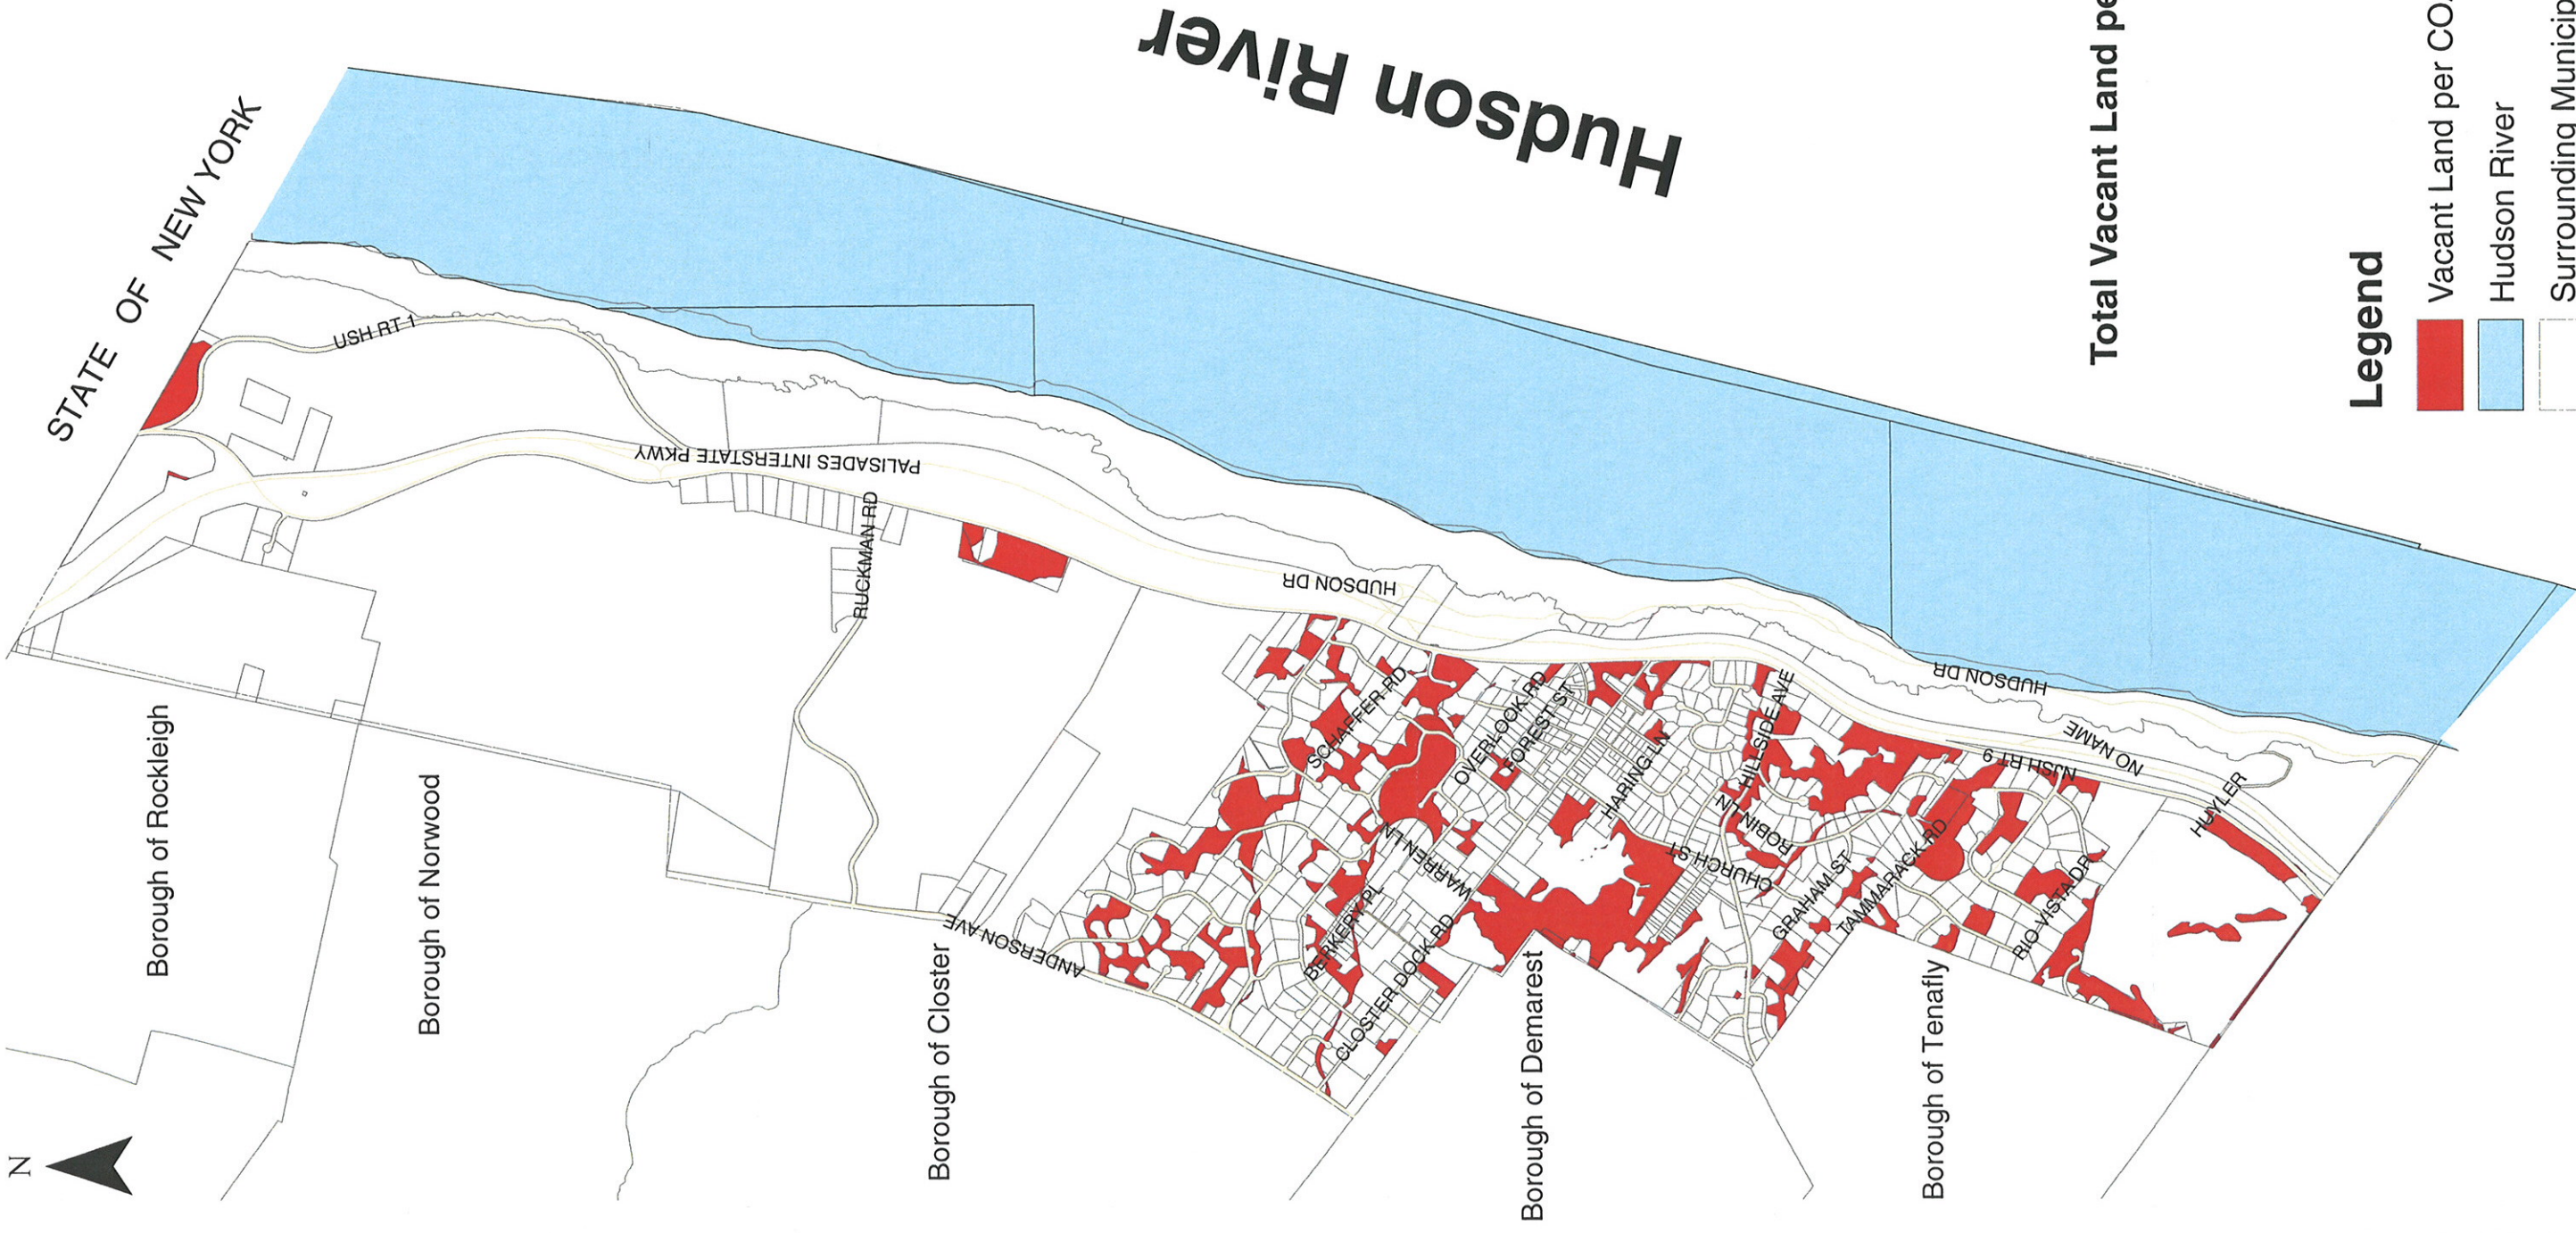 N
STATE OF NEW YORK
Hudson River
USH RT 1
PALISADES INTERSTATE PKWY
RUCKMAN RD
HUDSON DR
Borough of Rockleigh
Borough of Norwood
Borough of Closter
ANDERSON AVE
SCHAFFER RD
OVERLOOK RD
FOREST ST
HARING LN
HILLSIDE AVE
ROBIN LN
WARREN LN
CHURCH ST
BERKERY PL
CLOSTER DOCK RD
GRAHAM ST
TAMMARACK RD
RIO VISTA DR
HUDSON DR
NO NAME
NJSH RT 9
HUYLER
Borough of Demarest
Borough of Tenafly
Total Vacant Land pe
Legend
Vacant Land per CO
Hudson River
Surrounding Municip